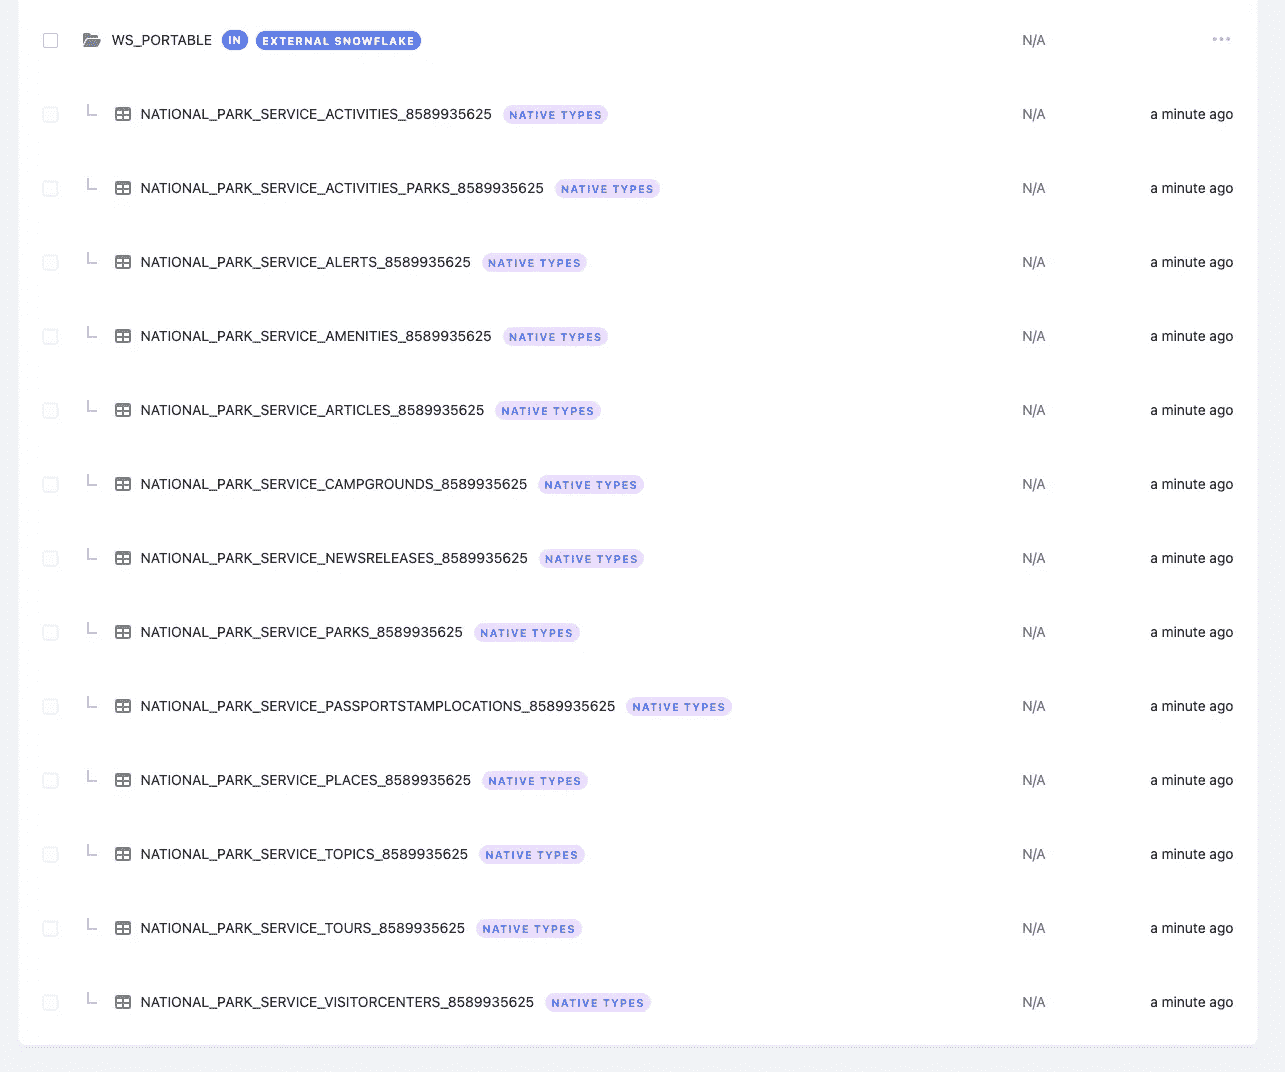 WS_PORTABLE IN EXTERNAL SNOWFLAKE N/A
NATIONAL_PARK_SERVICE_ACTIVITIES_8589935625 NATIVE TYPES N/A a minute ago
NATIONAL_PARK_SERVICE_ACTIVITIES_PARKS_8589935625 NATIVE TYPES N/A a minute ago
NATIONAL_PARK_SERVICE_ALERTS_8589935625 NATIVE TYPES N/A a minute ago
NATIONAL_PARK_SERVICE_AMENITIES_8589935625 NATIVE TYPES N/A a minute ago
NATIONAL_PARK_SERVICE_ARTICLES_8589935625 NATIVE TYPES N/A a minute ago
NATIONAL_PARK_SERVICE_CAMPGROUNDS_8589935625 NATIVE TYPES N/A a minute ago
NATIONAL_PARK_SERVICE_NEWSRELEASES_8589935625 NATIVE TYPES N/A a minute ago
NATIONAL_PARK_SERVICE_PARKS_8589935625 NATIVE TYPES N/A a minute ago
NATIONAL_PARK_SERVICE_PASSPORTSTAMPLOCATIONS_8589935625 NATIVE TYPES N/A a minute ago
NATIONAL_PARK_SERVICE_PLACES_8589935625 NATIVE TYPES N/A a minute ago
NATIONAL_PARK_SERVICE_TOPICS_8589935625 NATIVE TYPES N/A a minute ago
NATIONAL_PARK_SERVICE_TOURS_8589935625 NATIVE TYPES N/A a minute ago
NATIONAL_PARK_SERVICE_VISITORCENTERS_8589935625 NATIVE TYPES N/A a minute ago